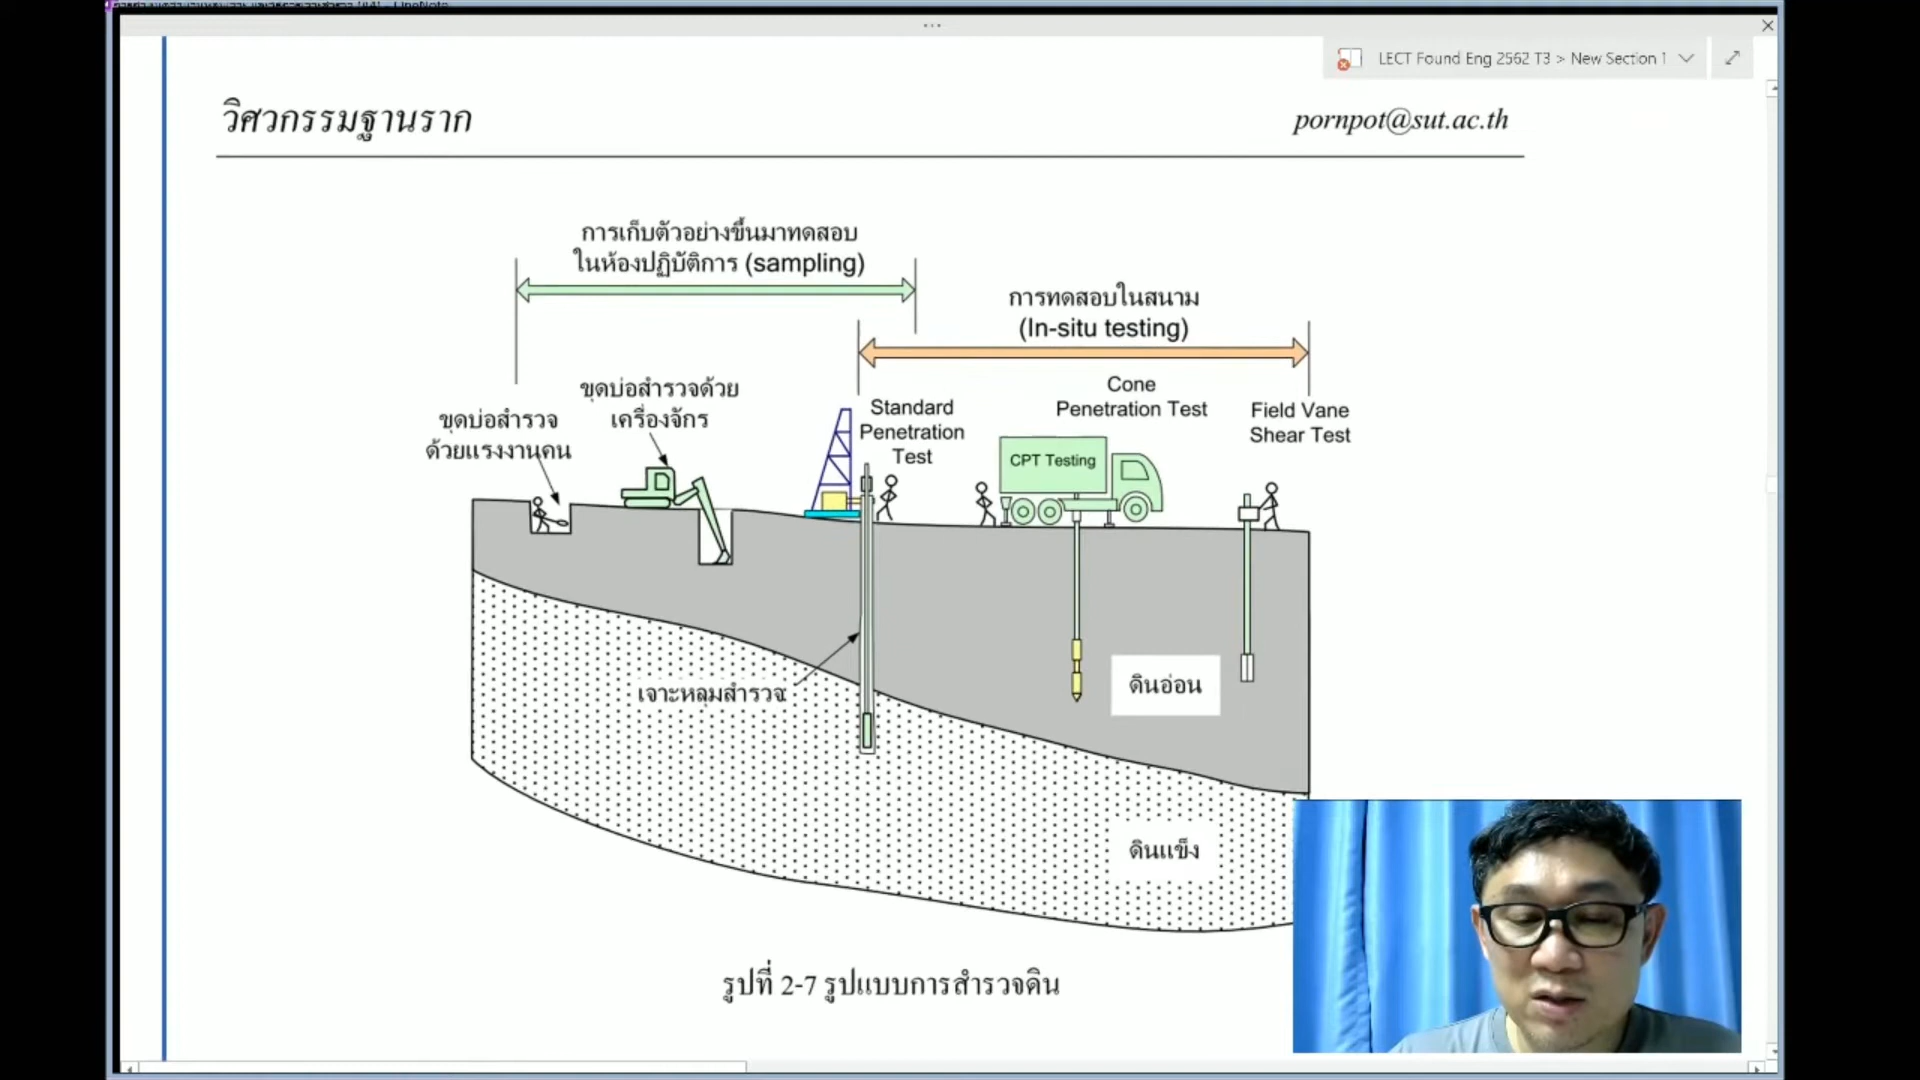 LECT Found Eng 2562 T3 > New Section 1
วิศวกรรมฐานราก
pornpot@sut.ac.th
การเก็บตัวอย่างขึ้นมาทดสอบ
ในห้องปฏิบัติการ (sampling)
การทดสอบในสนาม
(In-situ testing)
ขุดบ่อสำรวจ
ด้วยแรงงานคน
ขุดบ่อสำรวจด้วย
เครื่องจักร
Standard
Penetration
Test
Cone
Penetration Test
Field Vane
Shear Test
CPT Testing
เจาะหลุมสำรวจ
ดินอ่อน
ดินแข็ง
รูปที่ 2-7 รูปแบบการสำรวจดิน